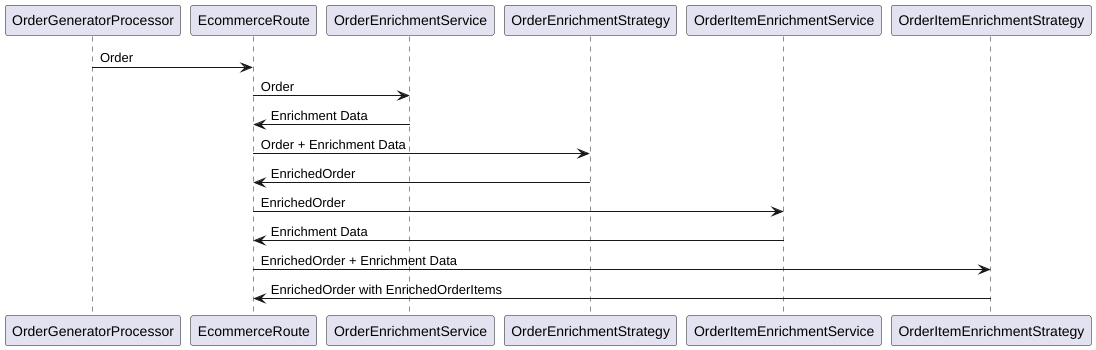 OrderGeneratorProcessor EcommerceRoute OrderEnrichmentService OrderEnrichmentStrategy OrderItemEnrichmentService OrderItemEnrichmentStrategy
Order
Order
Enrichment Data
Order + Enrichment Data
EnrichedOrder
EnrichedOrder
Enrichment Data
EnrichedOrder + Enrichment Data
EnrichedOrder with EnrichedOrderItems
OrderGeneratorProcessor EcommerceRoute OrderEnrichmentService OrderEnrichmentStrategy OrderItemEnrichmentService OrderItemEnrichmentStrategy